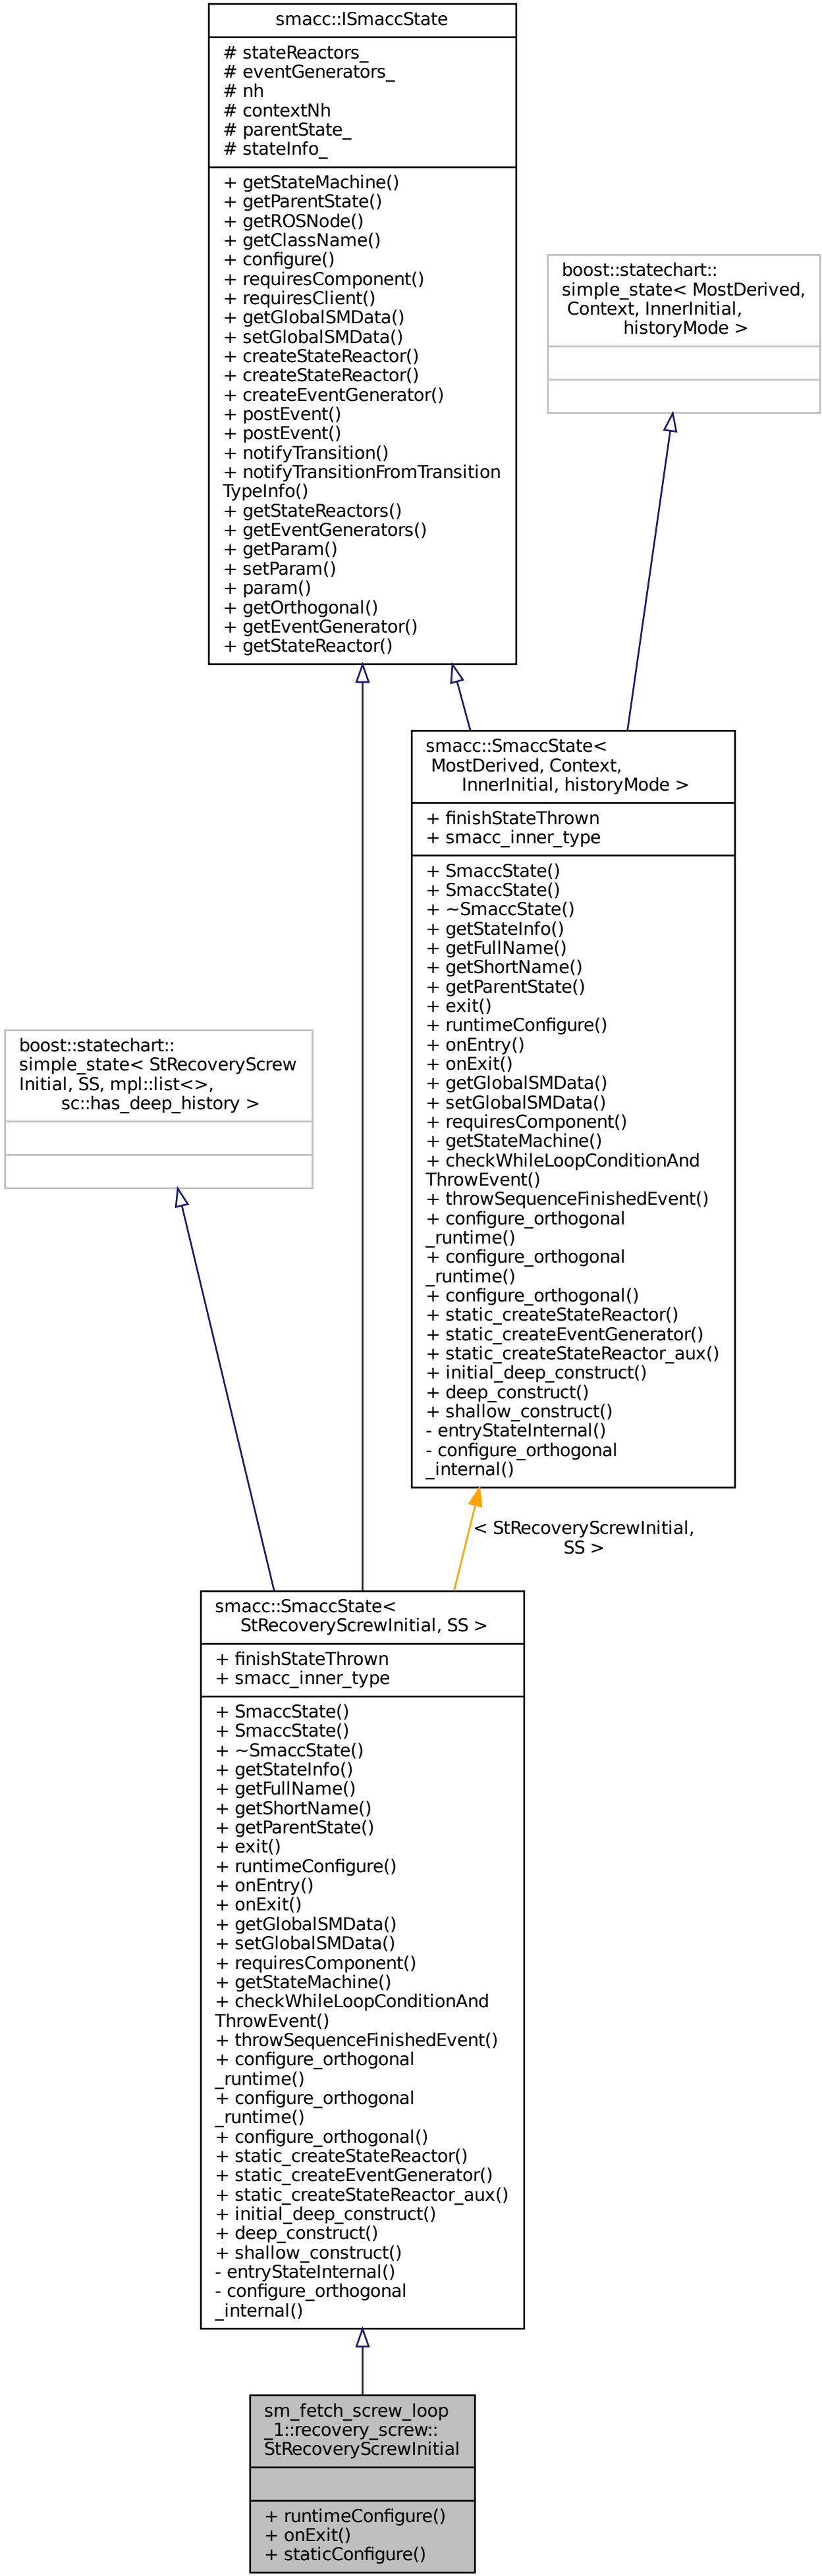 smacc::ISmaccState
# stateReactors_
# eventGenerators_
# nh
# contextNh
# parentState_
# stateInfo_
+ getStateMachine()
+ getParentState()
+ getROSNode()
+ getClassName()
+ configure()
+ requiresComponent()
+ requiresClient()
+ getGlobalSMData()
+ setGlobalSMData()
+ createStateReactor()
+ createStateReactor()
+ createEventGenerator()
+ postEvent()
+ postEvent()
+ notifyTransition()
+ notifyTransitionFromTransition
TypeInfo()
+ getStateReactors()
+ getEventGenerators()
+ getParam()
+ setParam()
+ param()
+ getOrthogonal()
+ getEventGenerator()
+ getStateReactor()
boost::statechart::
simple_state< MostDerived,
Context, InnerInitial,
historyMode >
smacc::SmaccState<
MostDerived, Context,
InnerInitial, historyMode >
+ finishStateThrown
+ smacc_inner_type
+ SmaccState()
+ SmaccState()
+ ~SmaccState()
+ getStateInfo()
+ getFullName()
+ getShortName()
+ getParentState()
+ exit()
+ runtimeConfigure()
+ onEntry()
+ onExit()
+ getGlobalSMData()
+ setGlobalSMData()
+ requiresComponent()
+ getStateMachine()
+ checkWhileLoopConditionAnd
ThrowEvent()
+ throwSequenceFinishedEvent()
+ configure_orthogonal
_runtime()
+ configure_orthogonal
_runtime()
+ configure_orthogonal()
+ static_createStateReactor()
+ static_createEventGenerator()
+ static_createStateReactor_aux()
+ initial_deep_construct()
+ deep_construct()
+ shallow_construct()
- entryStateInternal()
- configure_orthogonal
_internal()
boost::statechart::
simple_state< StRecoveryScrew
Initial, SS, mpl::list<>,
sc::has_deep_history >
< StRecoveryScrewInitial,
SS >
smacc::SmaccState<
StRecoveryScrewInitial, SS >
+ finishStateThrown
+ smacc_inner_type
+ SmaccState()
+ SmaccState()
+ ~SmaccState()
+ getStateInfo()
+ getFullName()
+ getShortName()
+ getParentState()
+ exit()
+ runtimeConfigure()
+ onEntry()
+ onExit()
+ getGlobalSMData()
+ setGlobalSMData()
+ requiresComponent()
+ getStateMachine()
+ checkWhileLoopConditionAnd
ThrowEvent()
+ throwSequenceFinishedEvent()
+ configure_orthogonal
_runtime()
+ configure_orthogonal
_runtime()
+ configure_orthogonal()
+ static_createStateReactor()
+ static_createEventGenerator()
+ static_createStateReactor_aux()
+ initial_deep_construct()
+ deep_construct()
+ shallow_construct()
- entryStateInternal()
- configure_orthogonal
_internal()
sm_fetch_screw_loop
_1::recovery_screw::
StRecoveryScrewInitial
+ runtimeConfigure()
+ onExit()
+ staticConfigure()